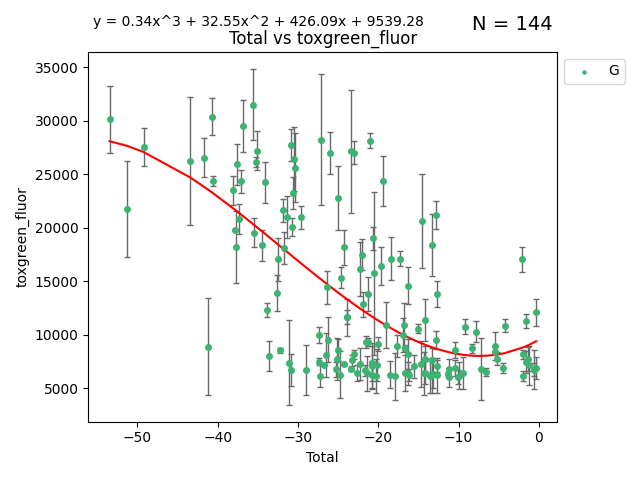 y = 0.34x^3 + 32.55x^2 + 426.09x + 9539.28
N = 144
Total vs toxgreen_fluor
G
35000
30000
25000
20000
15000
10000
5000
toxgreen_fluor
−50 −40 −30 −20 −10 0
Total